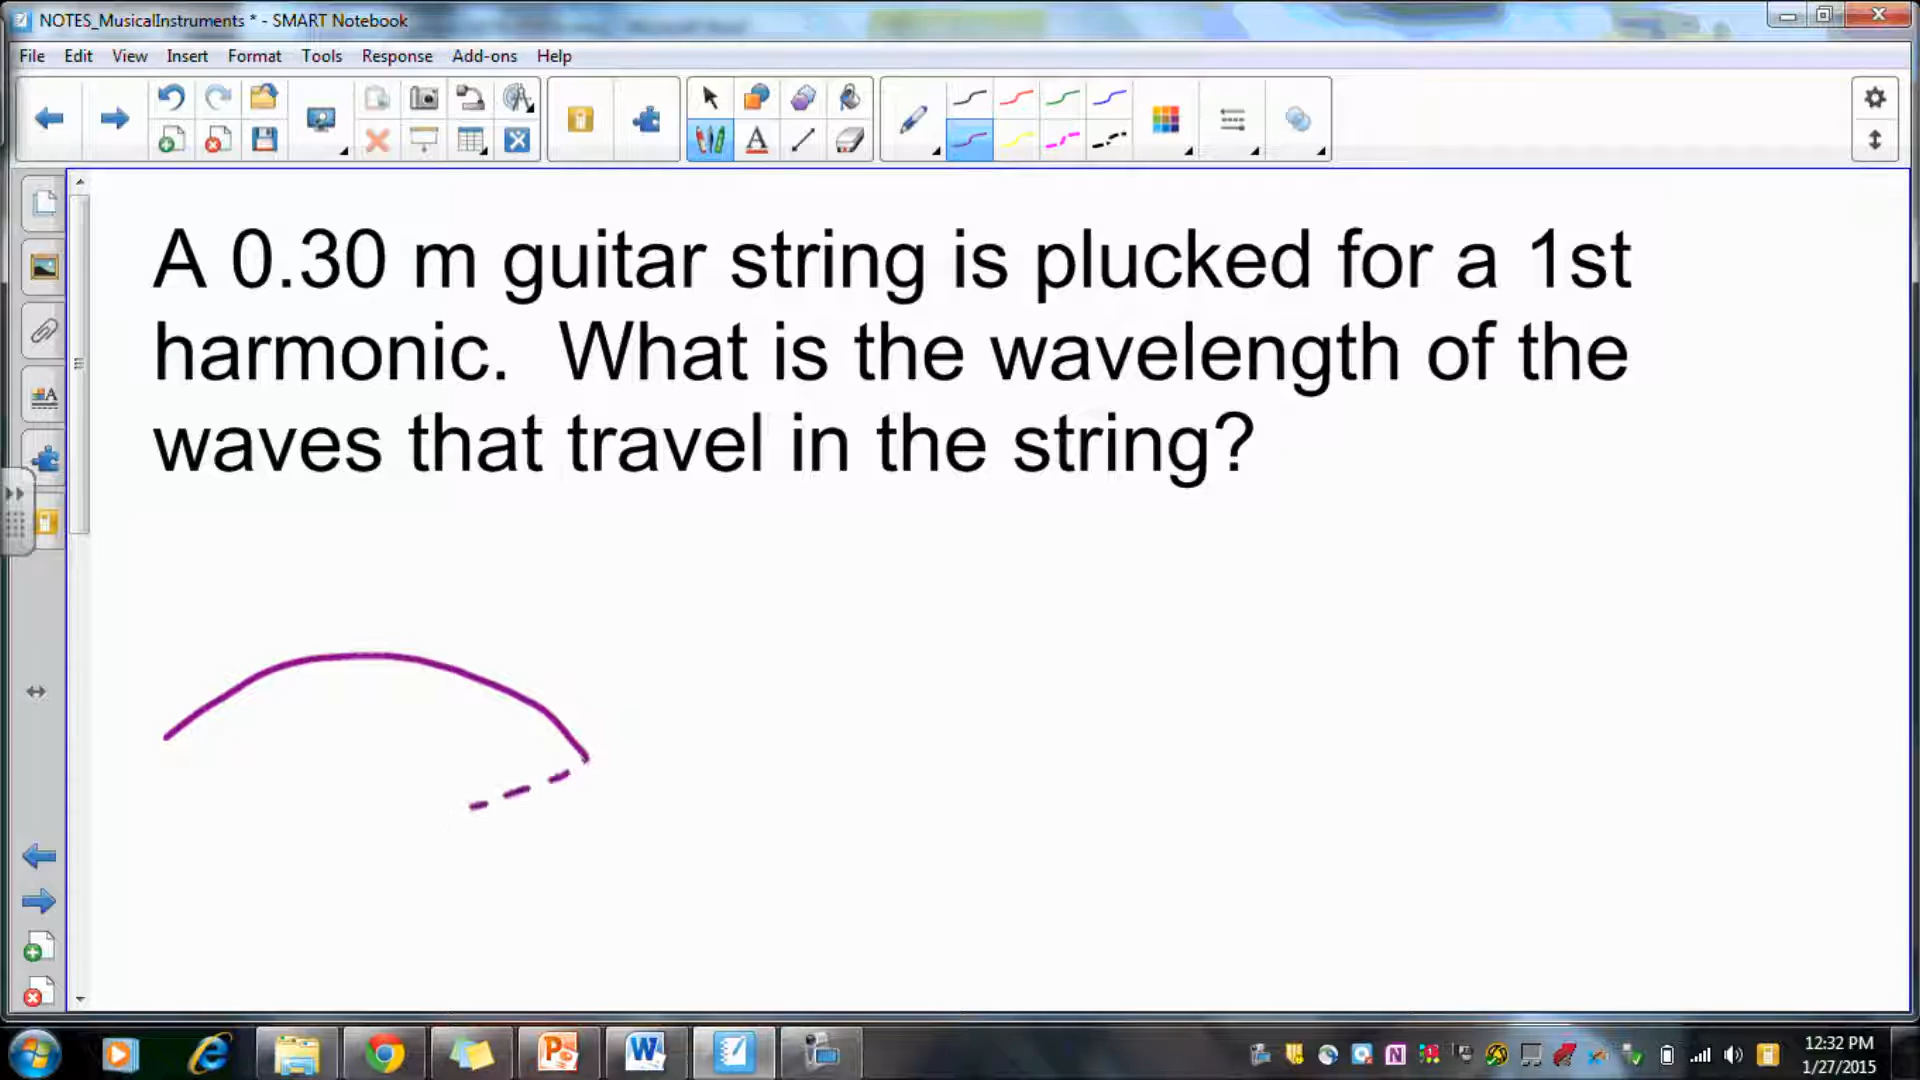 NOTES_MusicalInstruments * - SMART Notebook
File Edit View Insert Format Tools Response Add-ons Help
A 0.30 m guitar string is plucked for a 1st
harmonic.  What is the wavelength of the
waves that travel in the string?
12:32 PM
1/27/2015